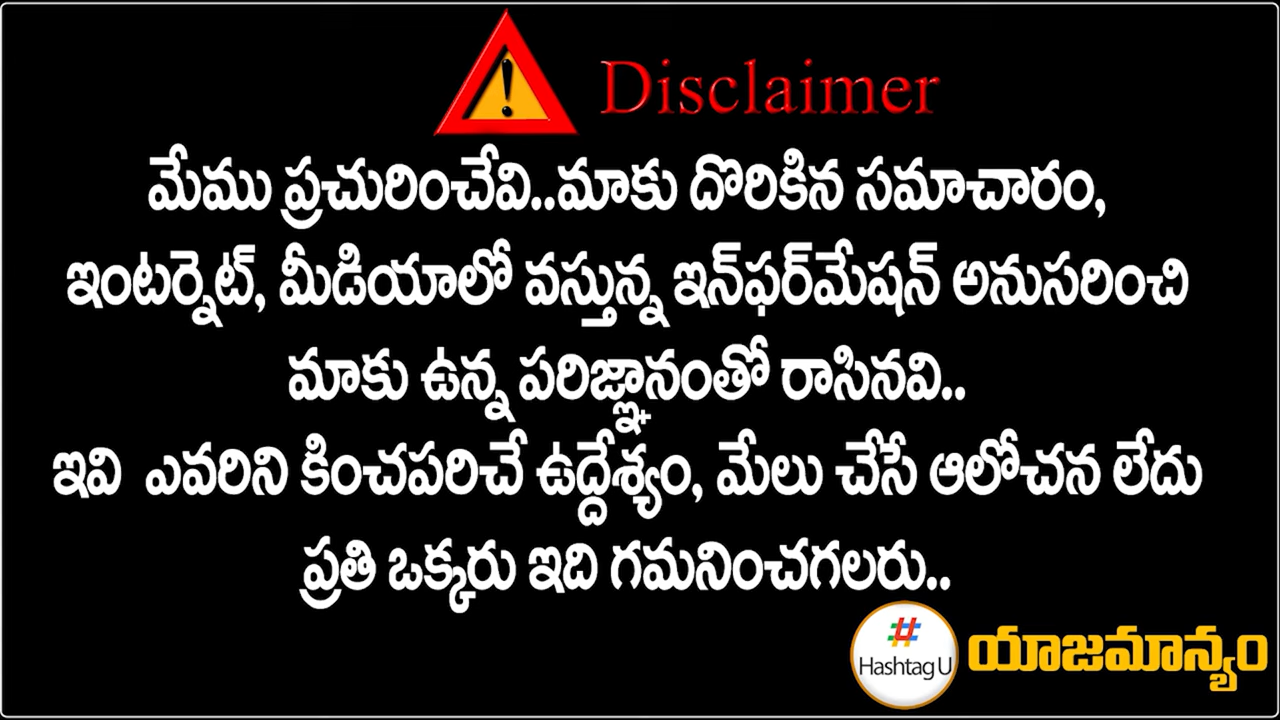 Disclaimer
మేము ప్రచురించేవి..మాకు దొరికిన సమాచారం,
ఇంటర్నెట్, మీడియాలో వస్తున్న ఇన్‌ఫర్‌మేషన్ అనుసరించి
మాకు ఉన్న పరిజ్ఞానంతో రాసినవి..
ఇవి ఎవరిని కించపరిచే ఉద్దేశ్యం, మేలు చేసే ఆలోచన లేదు
ప్రతి ఒక్కరు ఇది గమనించగలరు..
#
Hashtag U యాజమాన్యం